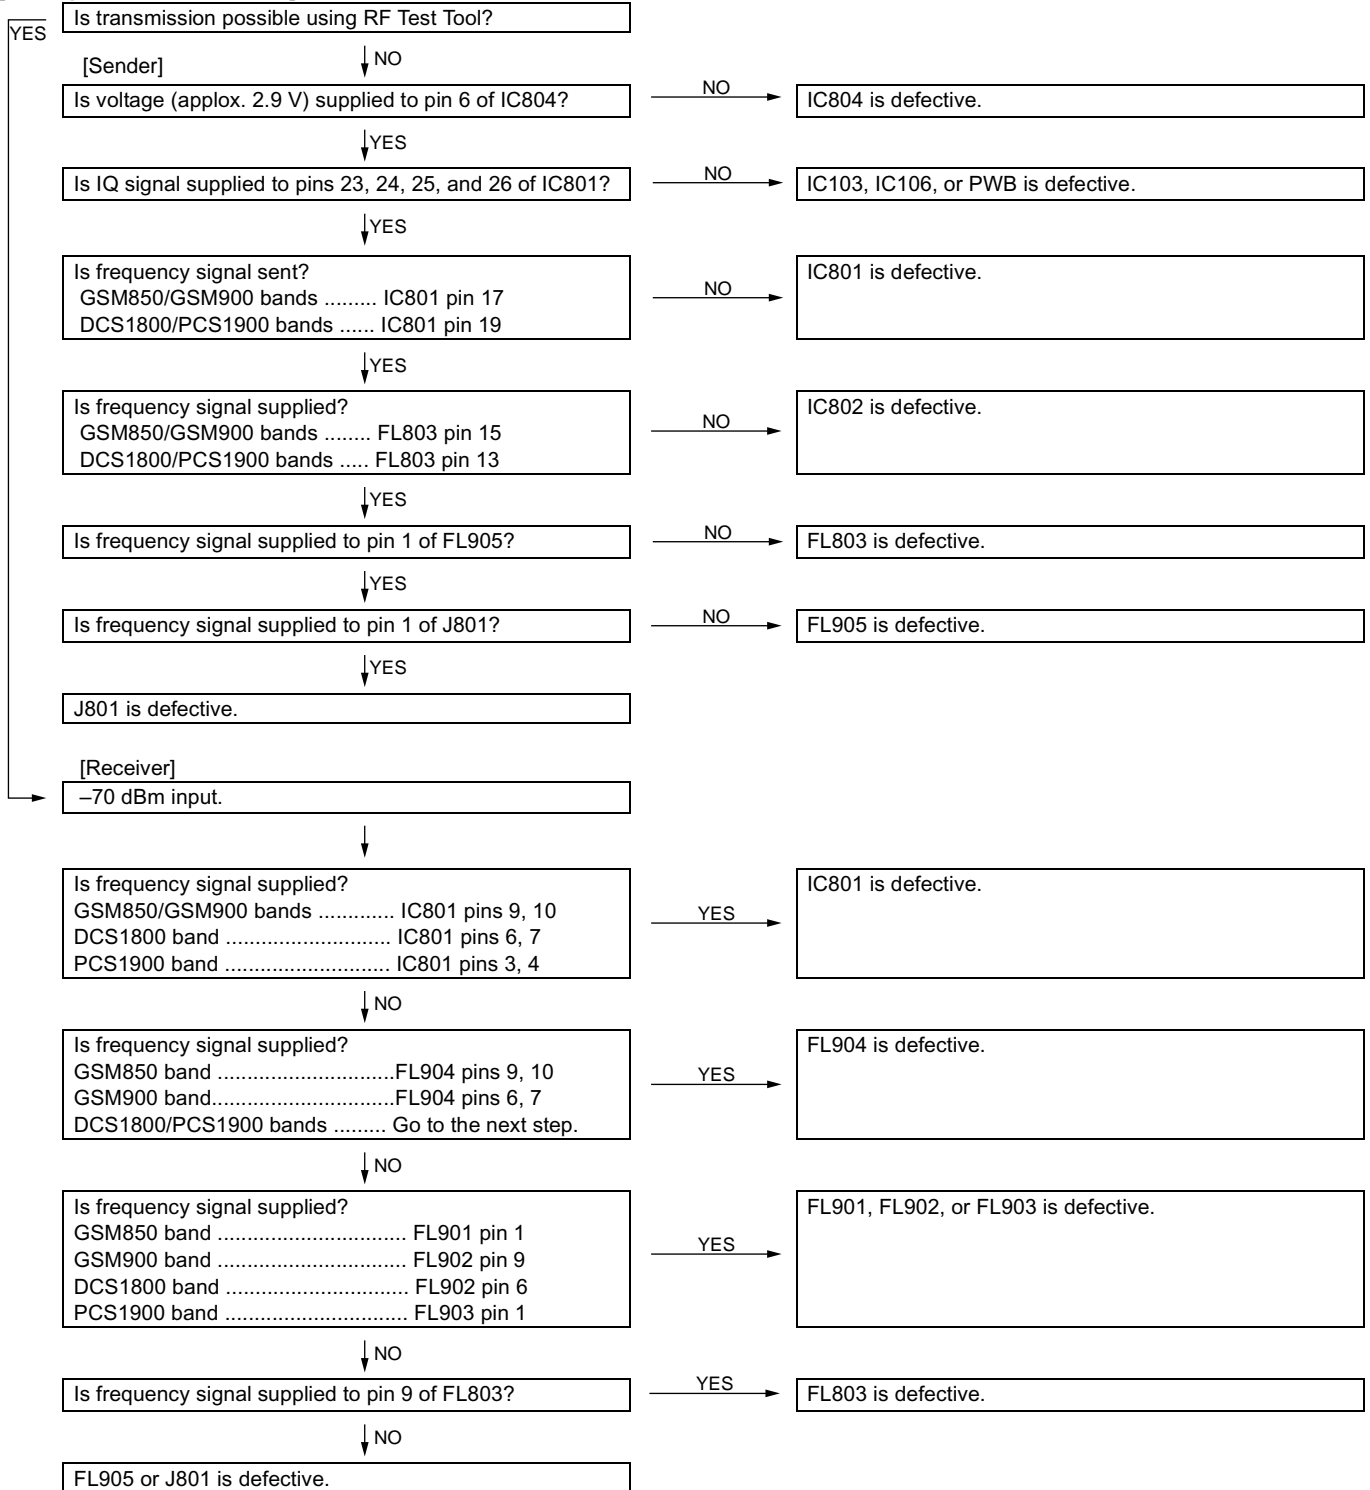 Is transmission possible using RF Test Tool?
YES
NO
[Sender]
Is voltage (applox. 2.9 V) supplied to pin 6 of IC804?
NO
IC804 is defective.
YES
Is IQ signal supplied to pins 23, 24, 25, and 26 of IC801?
NO
IC103, IC106, or PWB is defective.
YES
Is frequency signal sent?
GSM850/GSM900 bands ......... IC801 pin 17
DCS1800/PCS1900 bands ...... IC801 pin 19
NO
IC801 is defective.
YES
Is frequency signal supplied?
GSM850/GSM900 bands ........ FL803 pin 15
DCS1800/PCS1900 bands ..... FL803 pin 13
NO
IC802 is defective.
YES
Is frequency signal supplied to pin 1 of FL905?
NO
FL803 is defective.
YES
Is frequency signal supplied to pin 1 of J801?
NO
FL905 is defective.
YES
J801 is defective.
[Receiver]
–70 dBm input.
Is frequency signal supplied?
GSM850/GSM900 bands ............. IC801 pins 9, 10
DCS1800 band ............................ IC801 pins 6, 7
PCS1900 band ............................ IC801 pins 3, 4
YES
IC801 is defective.
NO
Is frequency signal supplied?
GSM850 band ..............................FL904 pins 9, 10
GSM900 band...............................FL904 pins 6, 7
DCS1800/PCS1900 bands ......... Go to the next step.
YES
FL904 is defective.
NO
Is frequency signal supplied?
GSM850 band ................................ FL901 pin 1
GSM900 band ................................ FL902 pin 9
DCS1800 band ............................... FL902 pin 6
PCS1900 band ............................... FL903 pin 1
YES
FL901, FL902, or FL903 is defective.
NO
Is frequency signal supplied to pin 9 of FL803?
YES
FL803 is defective.
NO
FL905 or J801 is defective.